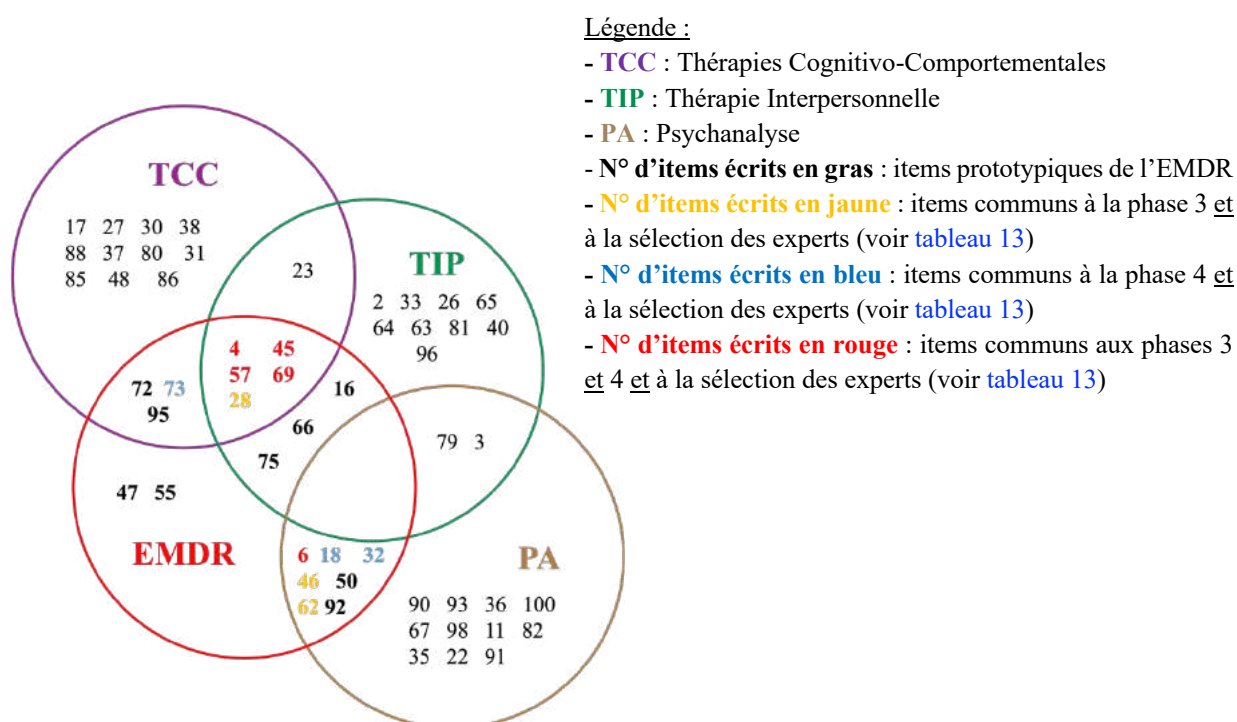 Légende :
- TCC : Thérapies Cognitivo-Comportementales
- TIP : Thérapie Interpersonnelle
- PA : Psychanalyse
- N° d'items écrits en gras : items prototypiques de l'EMDR
- N° d'items écrits en jaune : items communs à la phase 3 et
à la sélection des experts (voir tableau 13)
- N° d'items écrits en bleu : items communs à la phase 4 et
à la sélection des experts (voir tableau 13)
- N° d'items écrits en rouge : items communs aux phases 3
et 4 et à la sélection des experts (voir tableau 13)
TCC
17 27 30 38
88 37 80 31
85 48 86
23
TIP
2 33 26 65
64 63 81 40
96
4 45
57 69
28
72 73
95
16
66
75
79 3
47 55
EMDR
6 18 32
46 50
62 92
PA
90 93 36 100
67 98 11 82
35 22 91